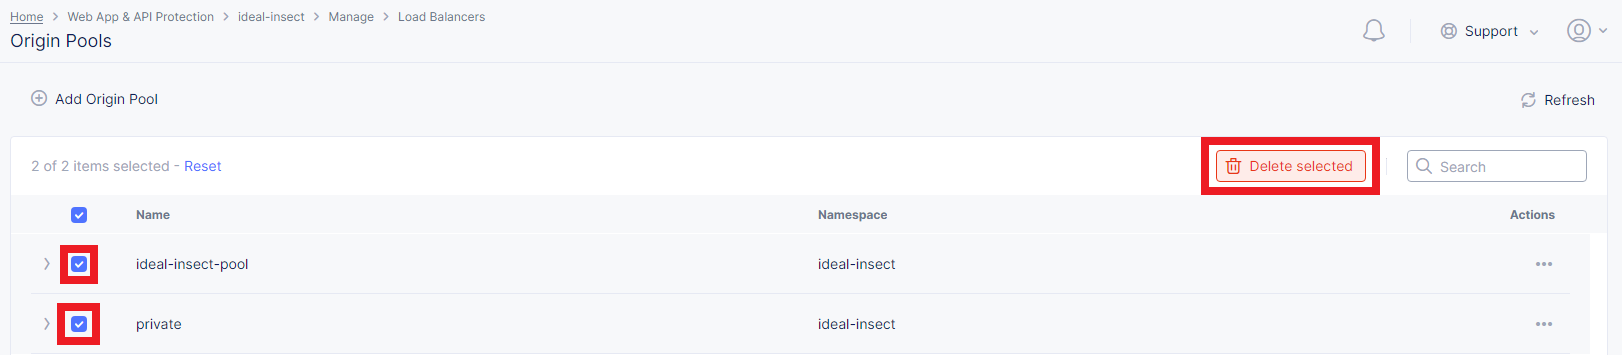 Home > Web App & API Protection > ideal-insect > Manage > Load Balancers
Origin Pools
Support
Add Origin Pool
Refresh
2 of 2 items selected - Reset
Delete selected
Search
Name Namespace Actions
ideal-insect-pool ideal-insect
private ideal-insect